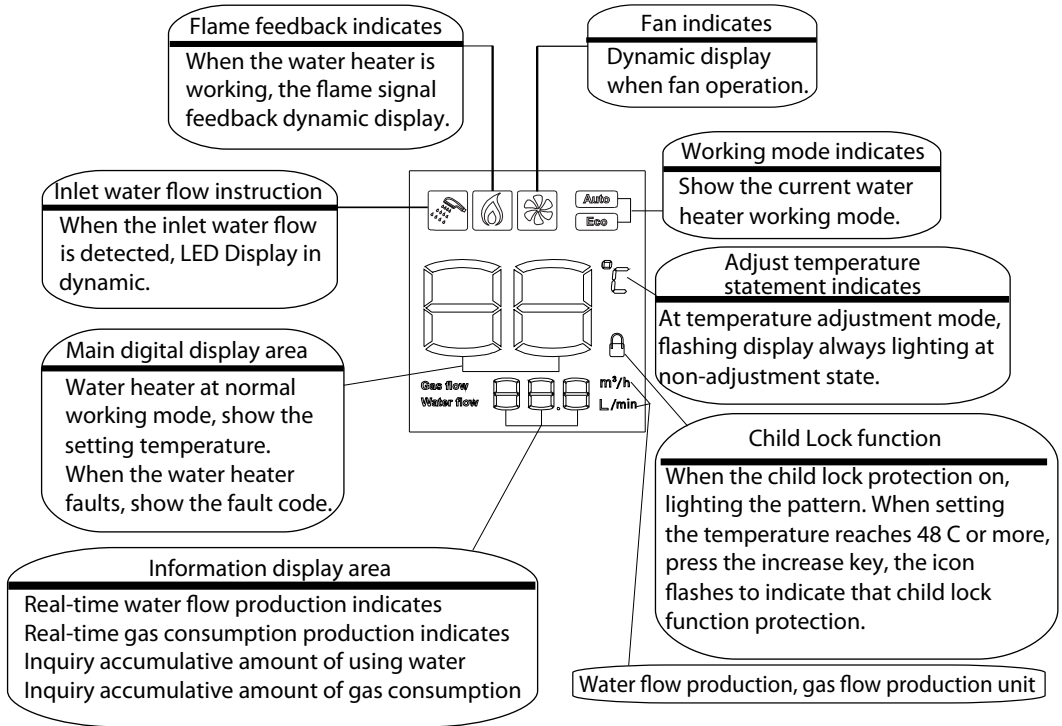 Flame feedback indicates
When the water heater is
working, the flame signal
feedback dynamic display.
Fan indicates
Dynamic display
when fan operation.
Working mode indicates
Show the current water
heater working mode.
Inlet water flow instruction
When the inlet water flow
is detected, LED Display in
dynamic.
Auto
Eco
°C
Adjust temperature
statement indicates
At temperature adjustment mode,
flashing display always lighting at
non-adjustment state.
Main digital display area
Water heater at normal
working mode, show the
setting temperature.
When the water heater
faults, show the fault code.
88
Gas flow
Water flow
88.8
m³/h
L/min
Child Lock function
When the child lock protection on,
lighting the pattern. When setting
the temperature reaches 48 C or more,
press the increase key, the icon
flashes to indicate that child lock
function protection.
Information display area
Real-time water flow production indicates
Real-time gas consumption production indicates
Inquiry accumulative amount of using water
Inquiry accumulative amount of gas consumption
Water flow production, gas flow production unit